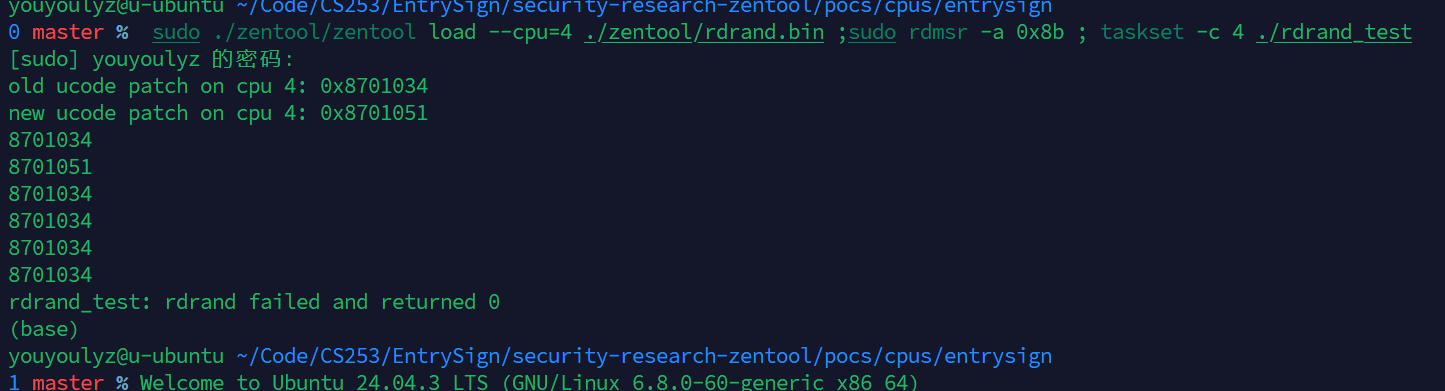 youyoulyz@u-ubuntu ~/Code/CS253/EntrySign/security-research-zentool/pocs/cpus/entrysign
0 master % sudo ./zentool/zentool load --cpu=4 ./zentool/rdrand.bin ;sudo rdmsr -a 0x8b ; taskset -c 4 ./rdrand_test
[sudo] youyoulyz 的密码:
old ucode patch on cpu 4: 0x8701034
new ucode patch on cpu 4: 0x8701051
8701034
8701051
8701034
8701034
8701034
8701034
rdrand_test: rdrand failed and returned 0
(base)
youyoulyz@u-ubuntu ~/Code/CS253/EntrySign/security-research-zentool/pocs/cpus/entrysign
1 master % Welcome to Ubuntu 24.04.3 LTS (GNU/Linux 6.8.0-60-generic x86_64)